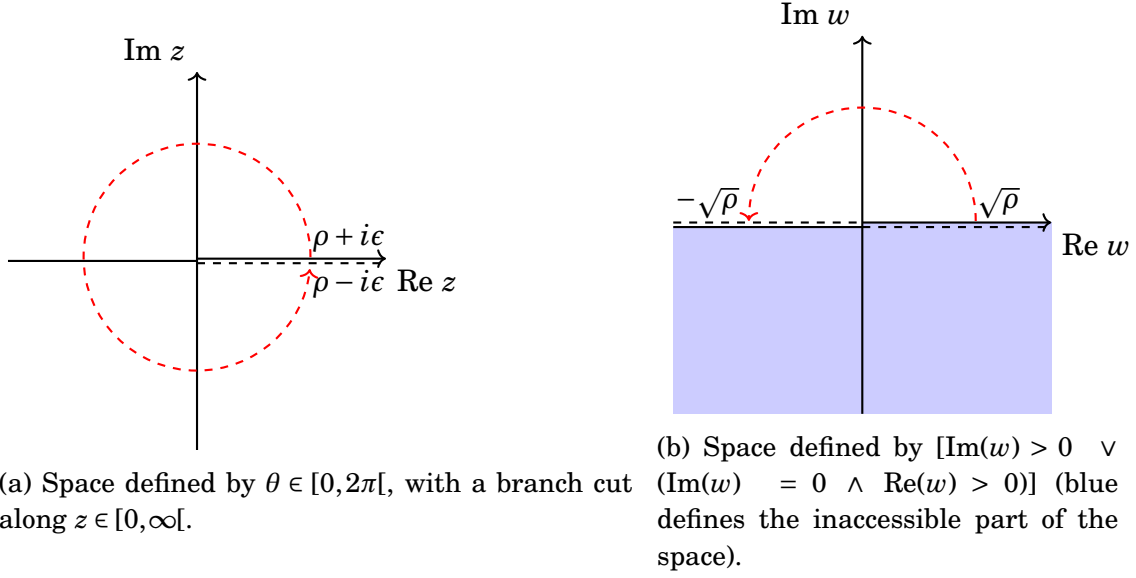 Im z
ρ + iϵ
ρ − iϵ Re z
(a) Space defined by θ ∈ [0,2π[, with a branch cut
along z ∈ [0,∞[.
Im w
−√ρ
√ρ
Re w
(b) Space defined by [Im(w) > 0 ∨
(Im(w) = 0 ∧ Re(w) > 0)] (blue
defines the inaccessible part of the
space).